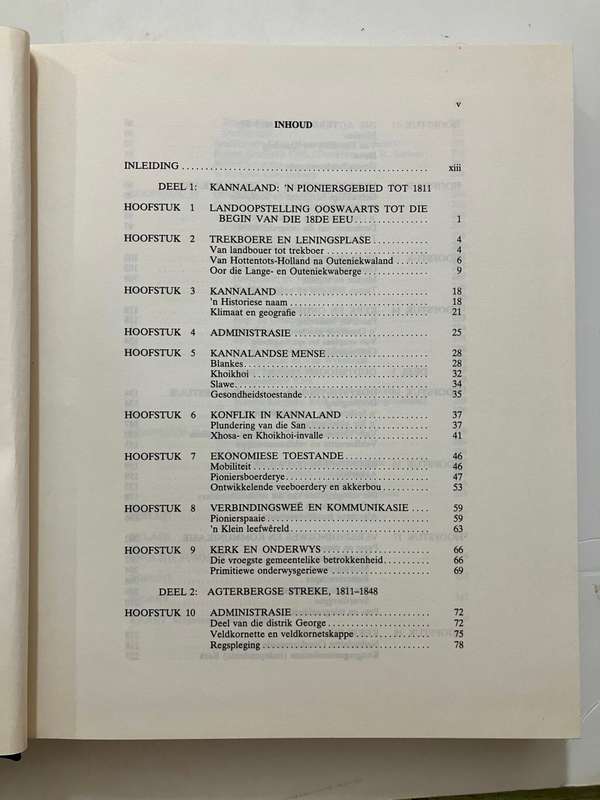 v
INHOUD
INLEIDING ........ xiii
DEEL 1: KANNALAND: 'N PIONIERSGEBIED TOT 1811
HOOFSTUK 1 LANDOOPSTELLING OOSWAARTS TOT DIE
BEGIN VAN DIE 18DE EEU ........ 1
HOOFSTUK 2 TREKBOERE EN LENINGSPLASE ........ 4
Van landbouer tot trekboer ........ 4
Van Hottentots-Holland na Outeniekwaland ........ 6
Oor die Lange- en Outeniekwaberge ........ 9
HOOFSTUK 3 KANNALAND ........ 18
'n Historiese naam ........ 18
Klimaat en geografie ........ 21
HOOFSTUK 4 ADMINISTRASIE ........ 25
HOOFSTUK 5 KANNALANDSE MENSE ........ 28
Blankes ........ 28
Khoikhoi ........ 32
Slawe ........ 34
Gesondheidstoestande ........ 35
HOOFSTUK 6 KONFLIK IN KANNALAND ........ 37
Plundering van die San ........ 37
Xhosa- en Khoikhoi-invalle ........ 41
HOOFSTUK 7 EKONOMIESE TOESTANDE ........ 46
Mobiliteit ........ 46
Pioniersboerderye ........ 47
Ontwikkelende veeboerdery en akkerbou ........ 53
HOOFSTUK 8 VERBINDINGSWEË EN KOMMUNIKASIE .... 59
Pionierspaaie ........ 59
'n Klein leefwêreld ........ 63
HOOFSTUK 9 KERK EN ONDERWYS ........ 66
Die vroegste gemeentelike betrokkenheid ........ 66
Primitiewe onderwysgeriewe ........ 69
DEEL 2: AGTERBERGSE STREKE, 1811–1848
HOOFSTUK 10 ADMINISTRASIE ........ 72
Deel van die distrik George ........ 72
Veldkornette en veldkornetskappe ........ 75
Regspleging ........ 78